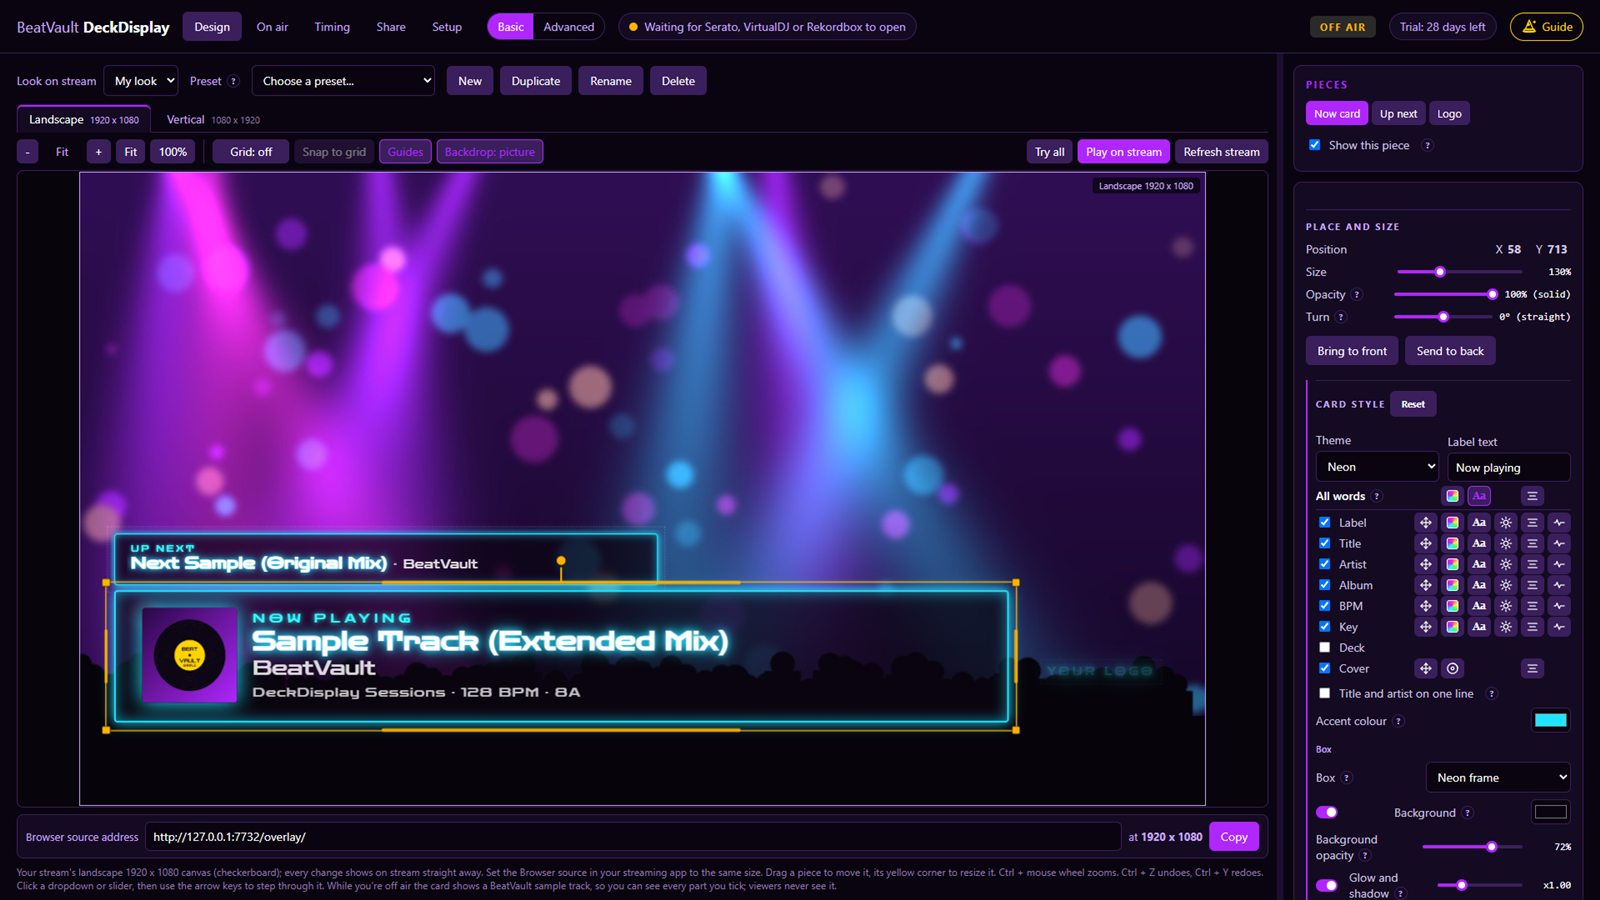 BeatVault DeckDisplay Design On air Timing Share Setup Basic Advanced Waiting for Serato, VirtualDJ or Rekordbox to open OFF AIR Trial: 28 days left Guide
Look on stream My look Preset ? Choose a preset... New Duplicate Rename Delete
Landscape 1920 x 1080 Vertical 1080 x 1920
- Fit + Fit 100% Grid: off Snap to grid Guides Backdrop: picture Try all Play on stream Refresh stream
Landscape 1920 x 1080
UP NEXT
Next Sample (Original Mix) · BeatVault
BEAT
VAULT
NOW PLAYING
Sample Track (Extended Mix)
BeatVault
DeckDisplay Sessions · 128 BPM · 8A
YOUR LOGO
Browser source address http://127.0.0.1:7732/overlay/ at 1920 x 1080 Copy
Your stream's landscape 1920 x 1080 canvas (checkerboard); every change shows on stream straight away. Set the Browser source in your streaming app to the same size. Drag a piece to move it, its yellow corner to resize it. Ctrl + mouse wheel zooms. Ctrl + Z undoes, Ctrl + Y redoes.
Click a dropdown or slider, then use the arrow keys to step through it. While you're off air the card shows a BeatVault sample track, so you can see every part you tick; viewers never see it.
PIECES
Now card Up next Logo
Show this piece ?
PLACE AND SIZE
Position X 58 Y 713
Size 130%
Opacity ? 100% (solid)
Turn ? 0° (straight)
Bring to front Send to back
CARD STYLE Reset
Theme Label text
Neon Now playing
All words ? Aa
Label Aa
Title Aa
Artist Aa
Album Aa
BPM Aa
Key Aa
Deck
Cover
Title and artist on one line ?
Accent colour ?
Box
Box ? Neon frame
Background ?
Background
opacity ? 72%
Glow and
shadow ? x1.00